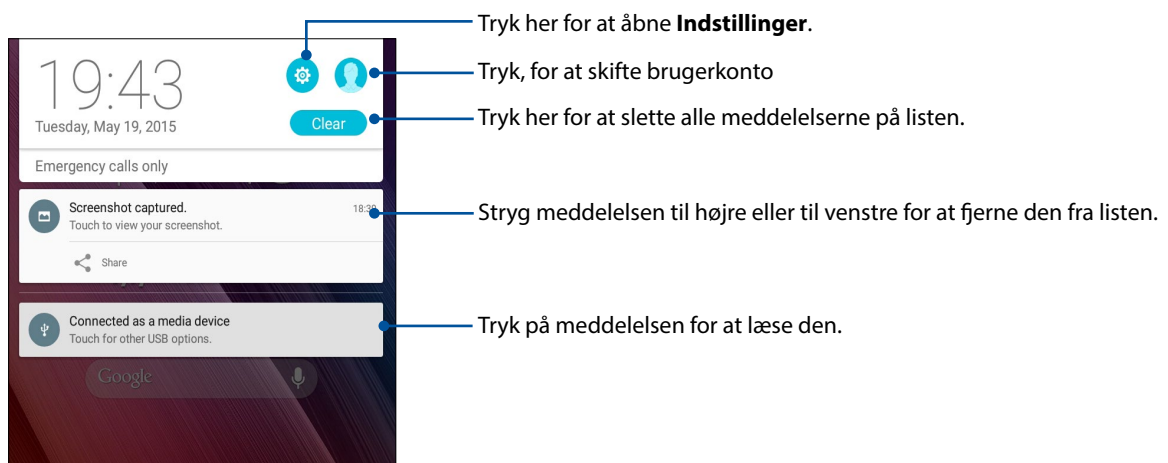 Tryk her for at åbne Indstillinger.
19:43
Tryk, for at skifte brugerkonto
Tuesday, May 19, 2015
Clear
Tryk her for at slette alle meddelelserne på listen.
Emergency calls only
Screenshot captured.
Touch to view your screenshot.
Stryg meddelelsen til højre eller til venstre for at fjerne den fra listen.
Share
Connected as a media device
Touch for other USB options.
Tryk på meddelelsen for at læse den.
Google